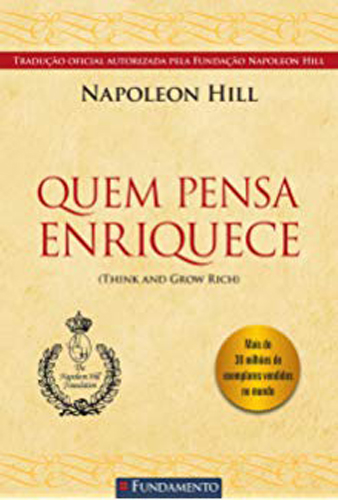 TRADUÇÃO OFICIAL AUTORIZADA PELA FUNDAÇÃO NAPOLEON HILL
NAPOLEON HILL
QUEM PENSA
ENRIQUECE
(THINK AND GROW RICH)
The
Napoleon Hill
Foundation
Mais de
30 milhões de
exemplares vendidos
no mundo
FUNDAMENTO